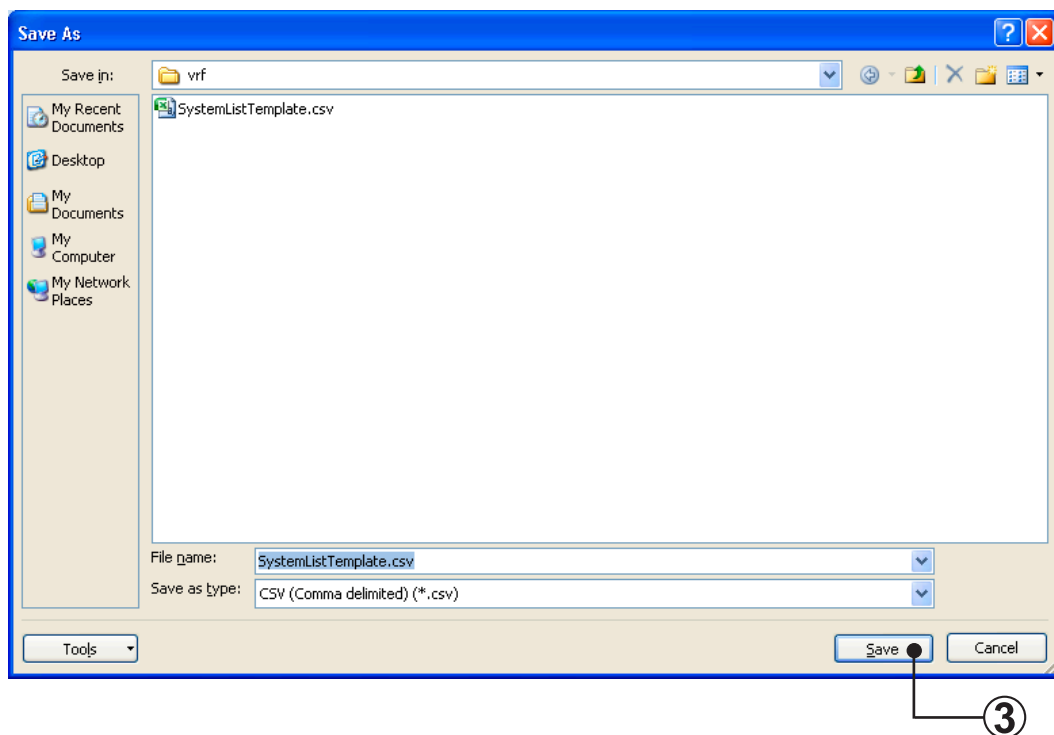 Save As
Save in:
vrf
My Recent
Documents
Desktop
My
Documents
My
Computer
My Network
Places
SystemListTemplate.csv
File name:
SystemListTemplate.csv
Save as type:
CSV (Comma delimited) (*.csv)
Tools
Save
Cancel
3